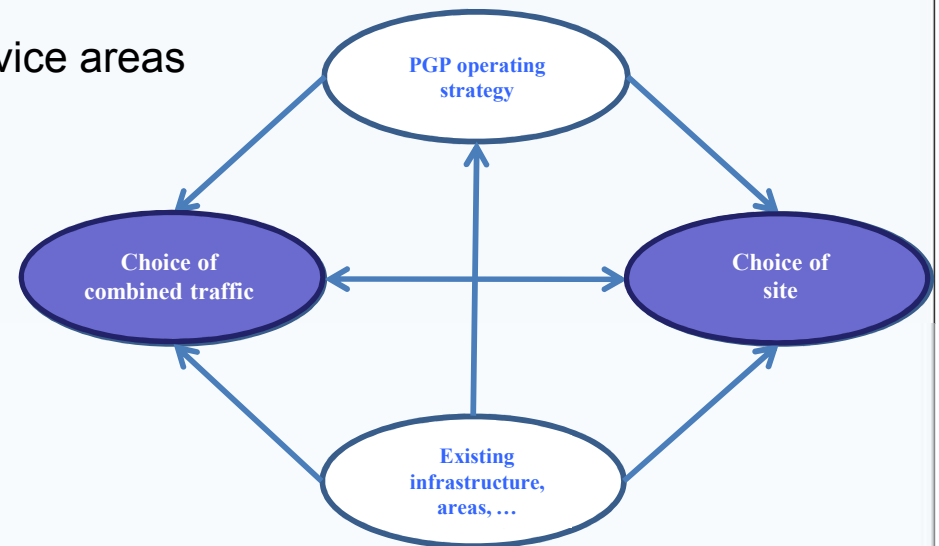 vice areas
PGP operating
strategy
Choice of
combined traffic
Choice of
site
Existing
infrastructure,
areas, …